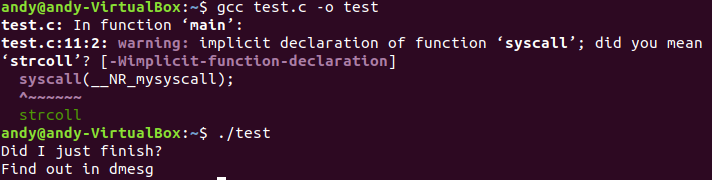 andy@andy-VirtualBox:~$ gcc test.c -o test
test.c: In function ‘main’:
test.c:11:2: warning: implicit declaration of function ‘syscall’; did you mean
‘strcoll’? [-Wimplicit-function-declaration]
  syscall(__NR_mysyscall);
  ^~~~~~~
  strcoll
andy@andy-VirtualBox:~$ ./test
Did I just finish?
Find out in dmesg